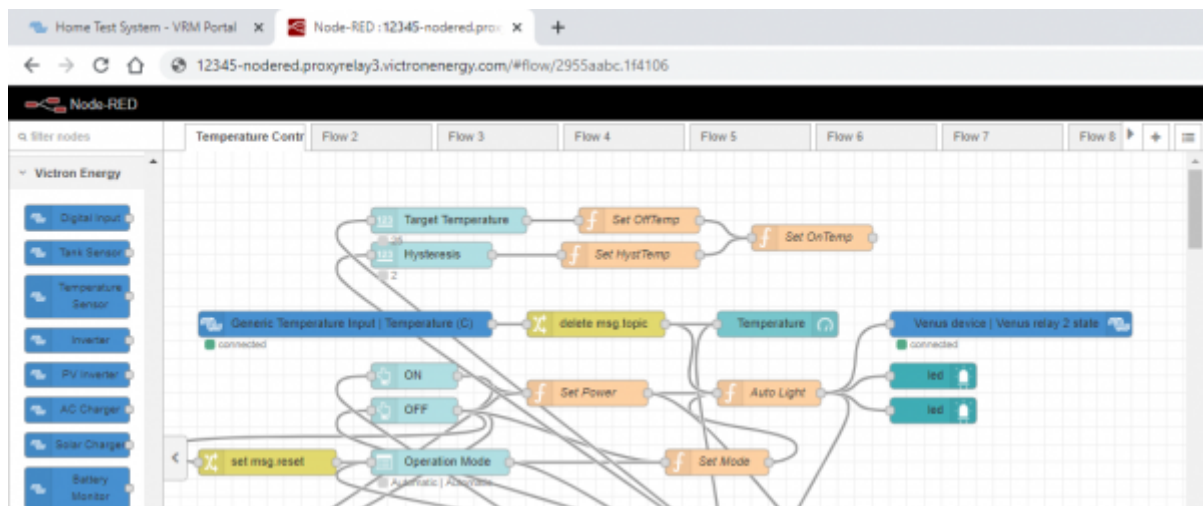 Home Test System - VRM Portal
Node-RED : 12345-nodered.prox
12345-nodered.proxyrelay3.victronenergy.com/#flow/2955aabc.1f4106
Node-RED
filter nodes
Temperature Contr
Flow 2
Flow 3
Flow 4
Flow 5
Flow 6
Flow 7
Flow 8
Victron Energy
Digital Input
Tank Sensor
Temperature
Sensor
Inverter
PV Inverter
AC Charger
Solar Charger
Battery
Monitor
123 Target Temperature
Set OffTemp
Set OnTemp
123 Hysteresis
Set HystTemp
2
Generic Temperature Input | Temperature (C)
connected
delete msg.topic
Temperature
Venus device | Venus relay 2 state
connected
ON
Set Power
Auto Light
led
OFF
led
set msg.reset
Operation Mode
Set Mode
Automatic | Automatic